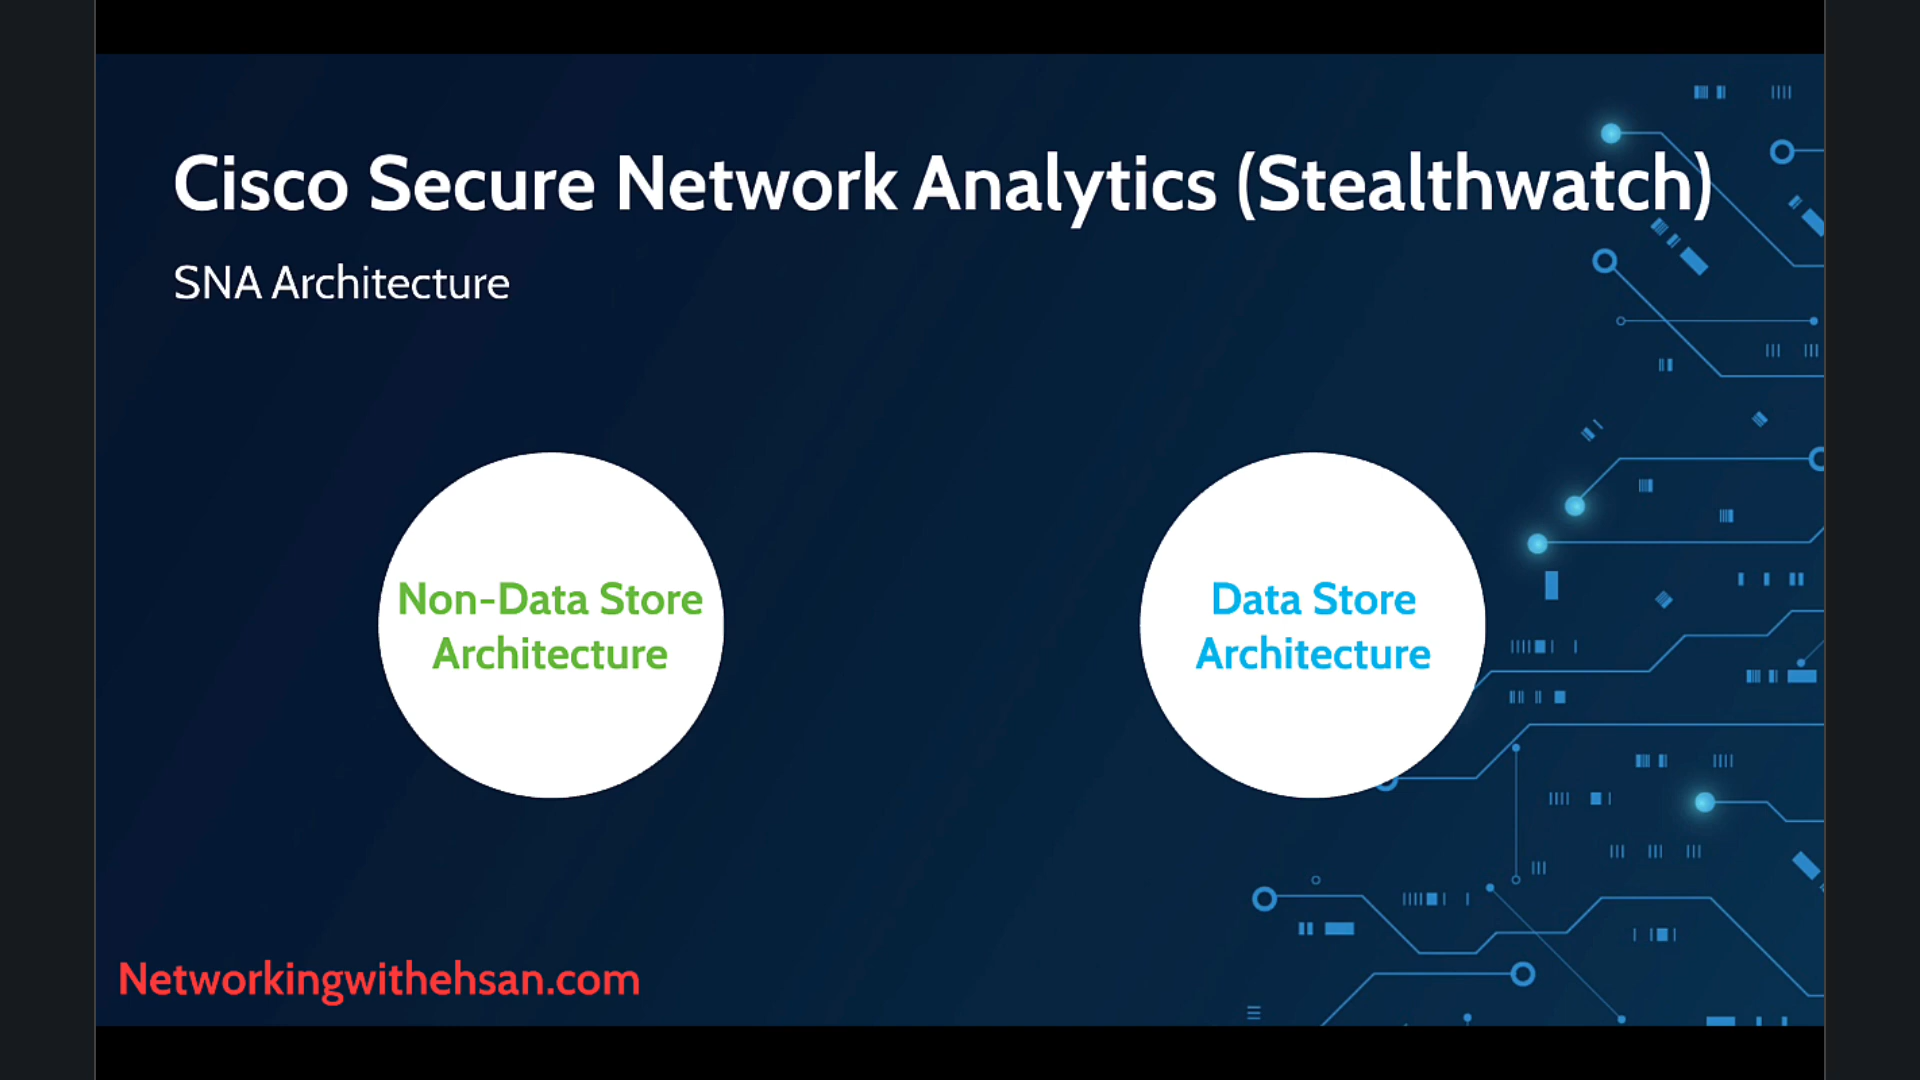 Cisco Secure Network Analytics (Stealthwatch)
SNA Architecture
Non-Data Store
Architecture
Data Store
Architecture
Networkingwithehsan.com